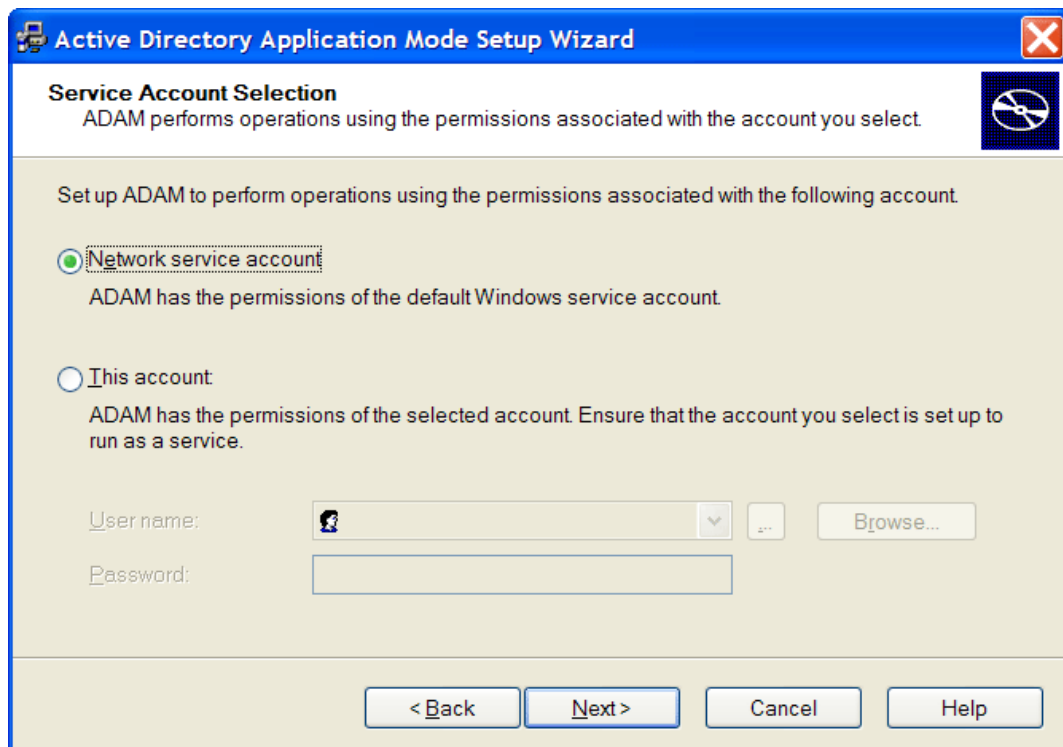 Active Directory Application Mode Setup Wizard
Service Account Selection
ADAM performs operations using the permissions associated with the account you select.
Set up ADAM to perform operations using the permissions associated with the following account.
Network service account
ADAM has the permissions of the default Windows service account.
This account:
ADAM has the permissions of the selected account. Ensure that the account you select is set up to
run as a service.
User name:
... Browse...
Password:
< Back Next > Cancel Help